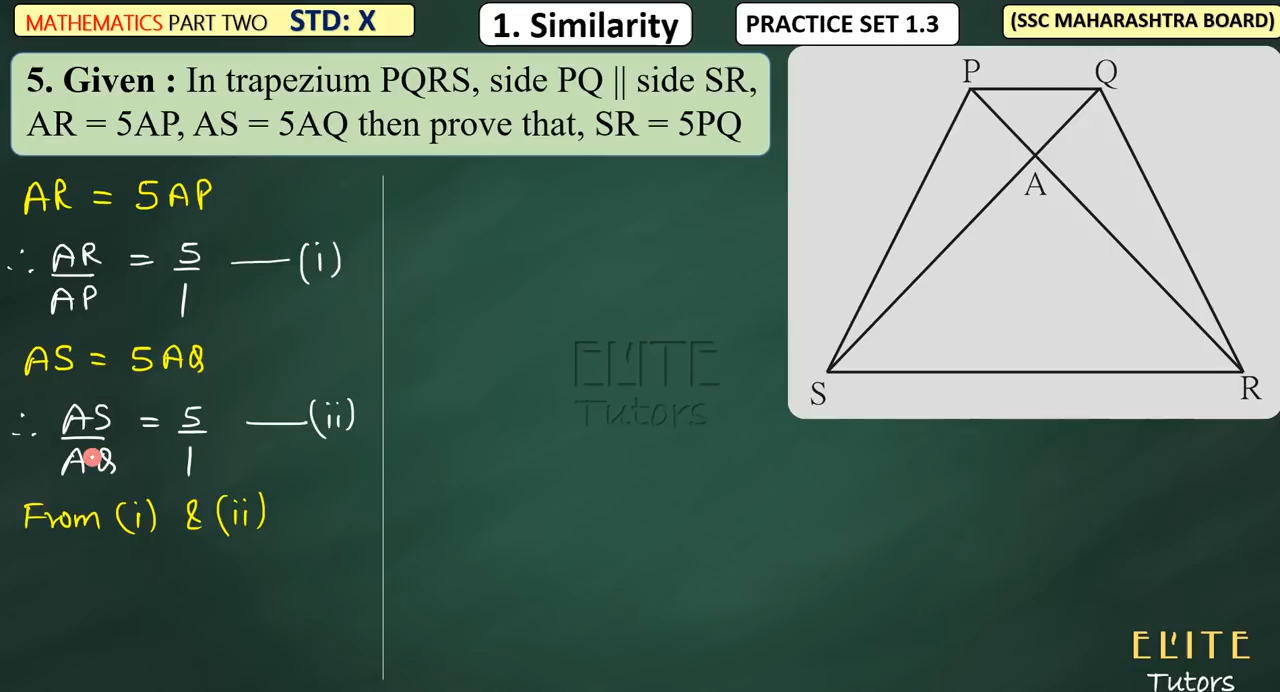 MATHEMATICS PART TWO STD: X
1. Similarity
PRACTICE SET 1.3
(SSC MAHARASHTRA BOARD)
5. Given : In trapezium PQRS, side PQ || side SR,
AR = 5AP, AS = 5AQ then prove that, SR = 5PQ
AR = 5AP
∴ AR/AP = 5/1 —(i)
AS = 5AQ
∴ AS/AQ = 5/1 —(ii)
From (i) & (ii)
P Q
A
S R
ELITE
Tutors
ELITE
Tutors